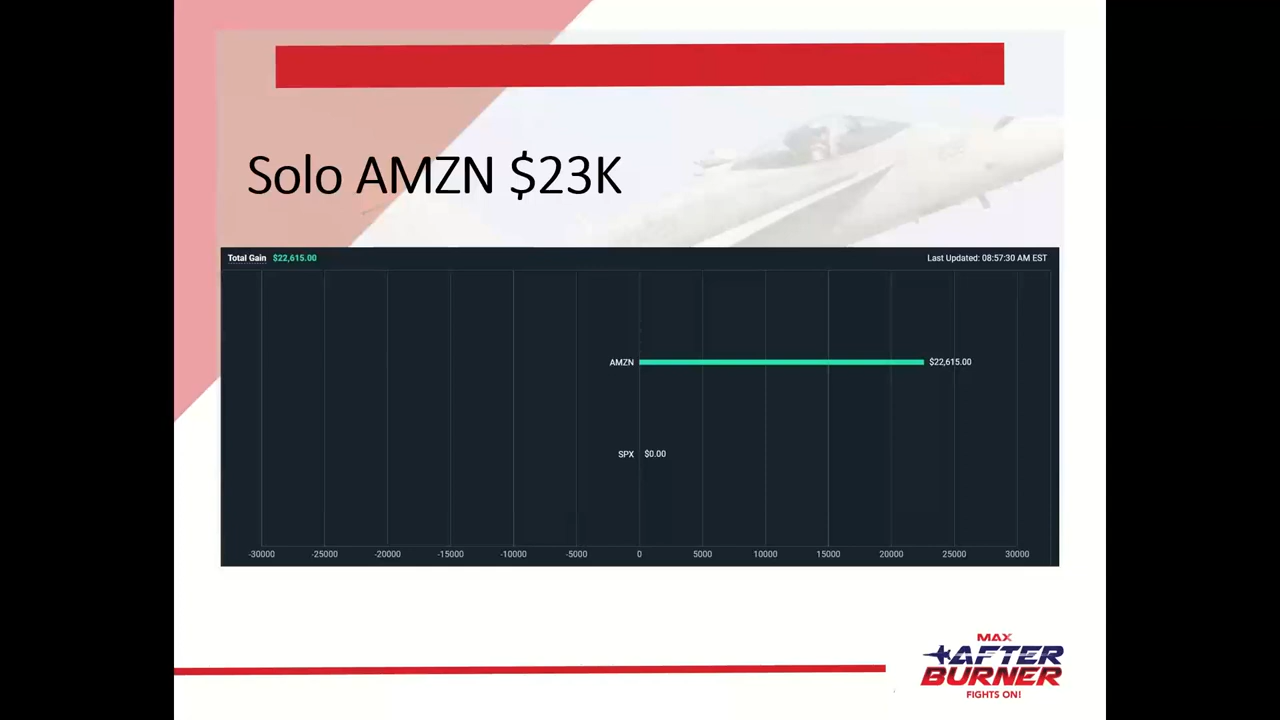 Solo AMZN $23K
Total Gain $22,615.00
Last Updated: 08:57:30 AM EST
AMZN $22,615.00
SPX $0.00
-30000 -25000 -20000 -15000 -10000 -5000 0 5000 10000 15000 20000 25000 30000
MAX
AFTER
BURNER
FIGHTS ON!